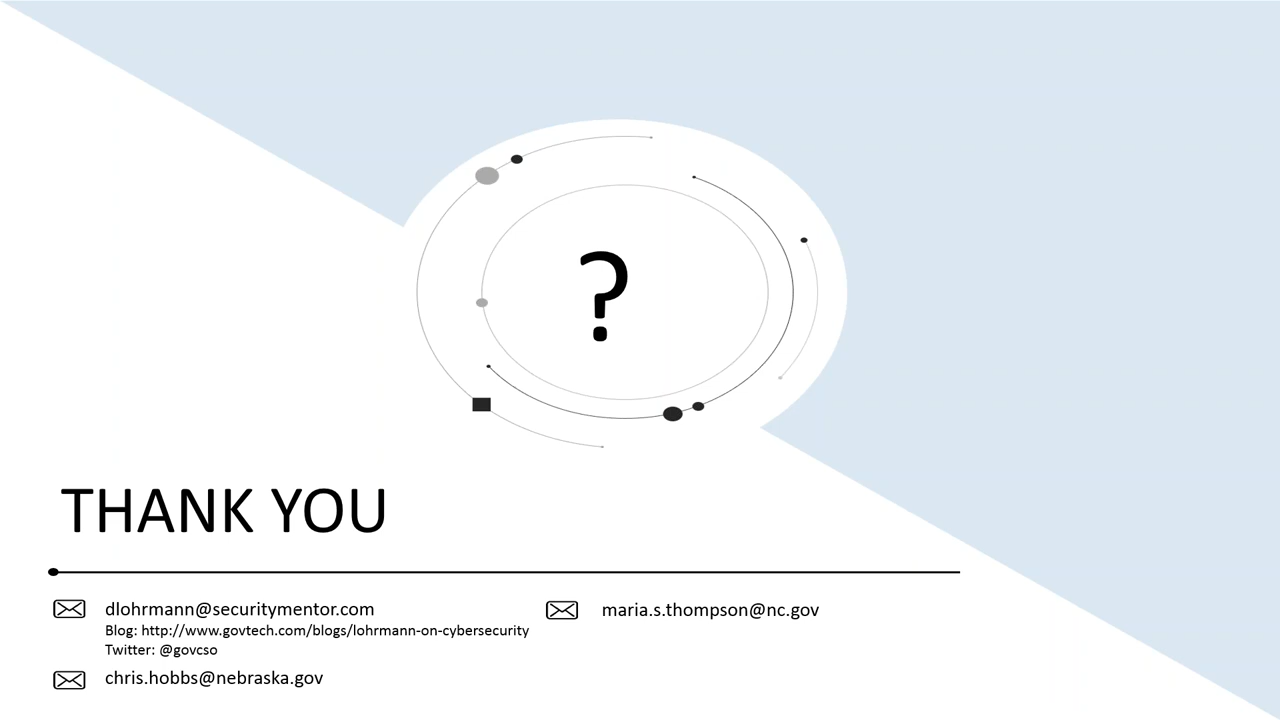 ?
THANK YOU
dlohrmann@securitymentor.com
Blog: http://www.govtech.com/blogs/lohrmann-on-cybersecurity
Twitter: @govcso
chris.hobbs@nebraska.gov
maria.s.thompson@nc.gov